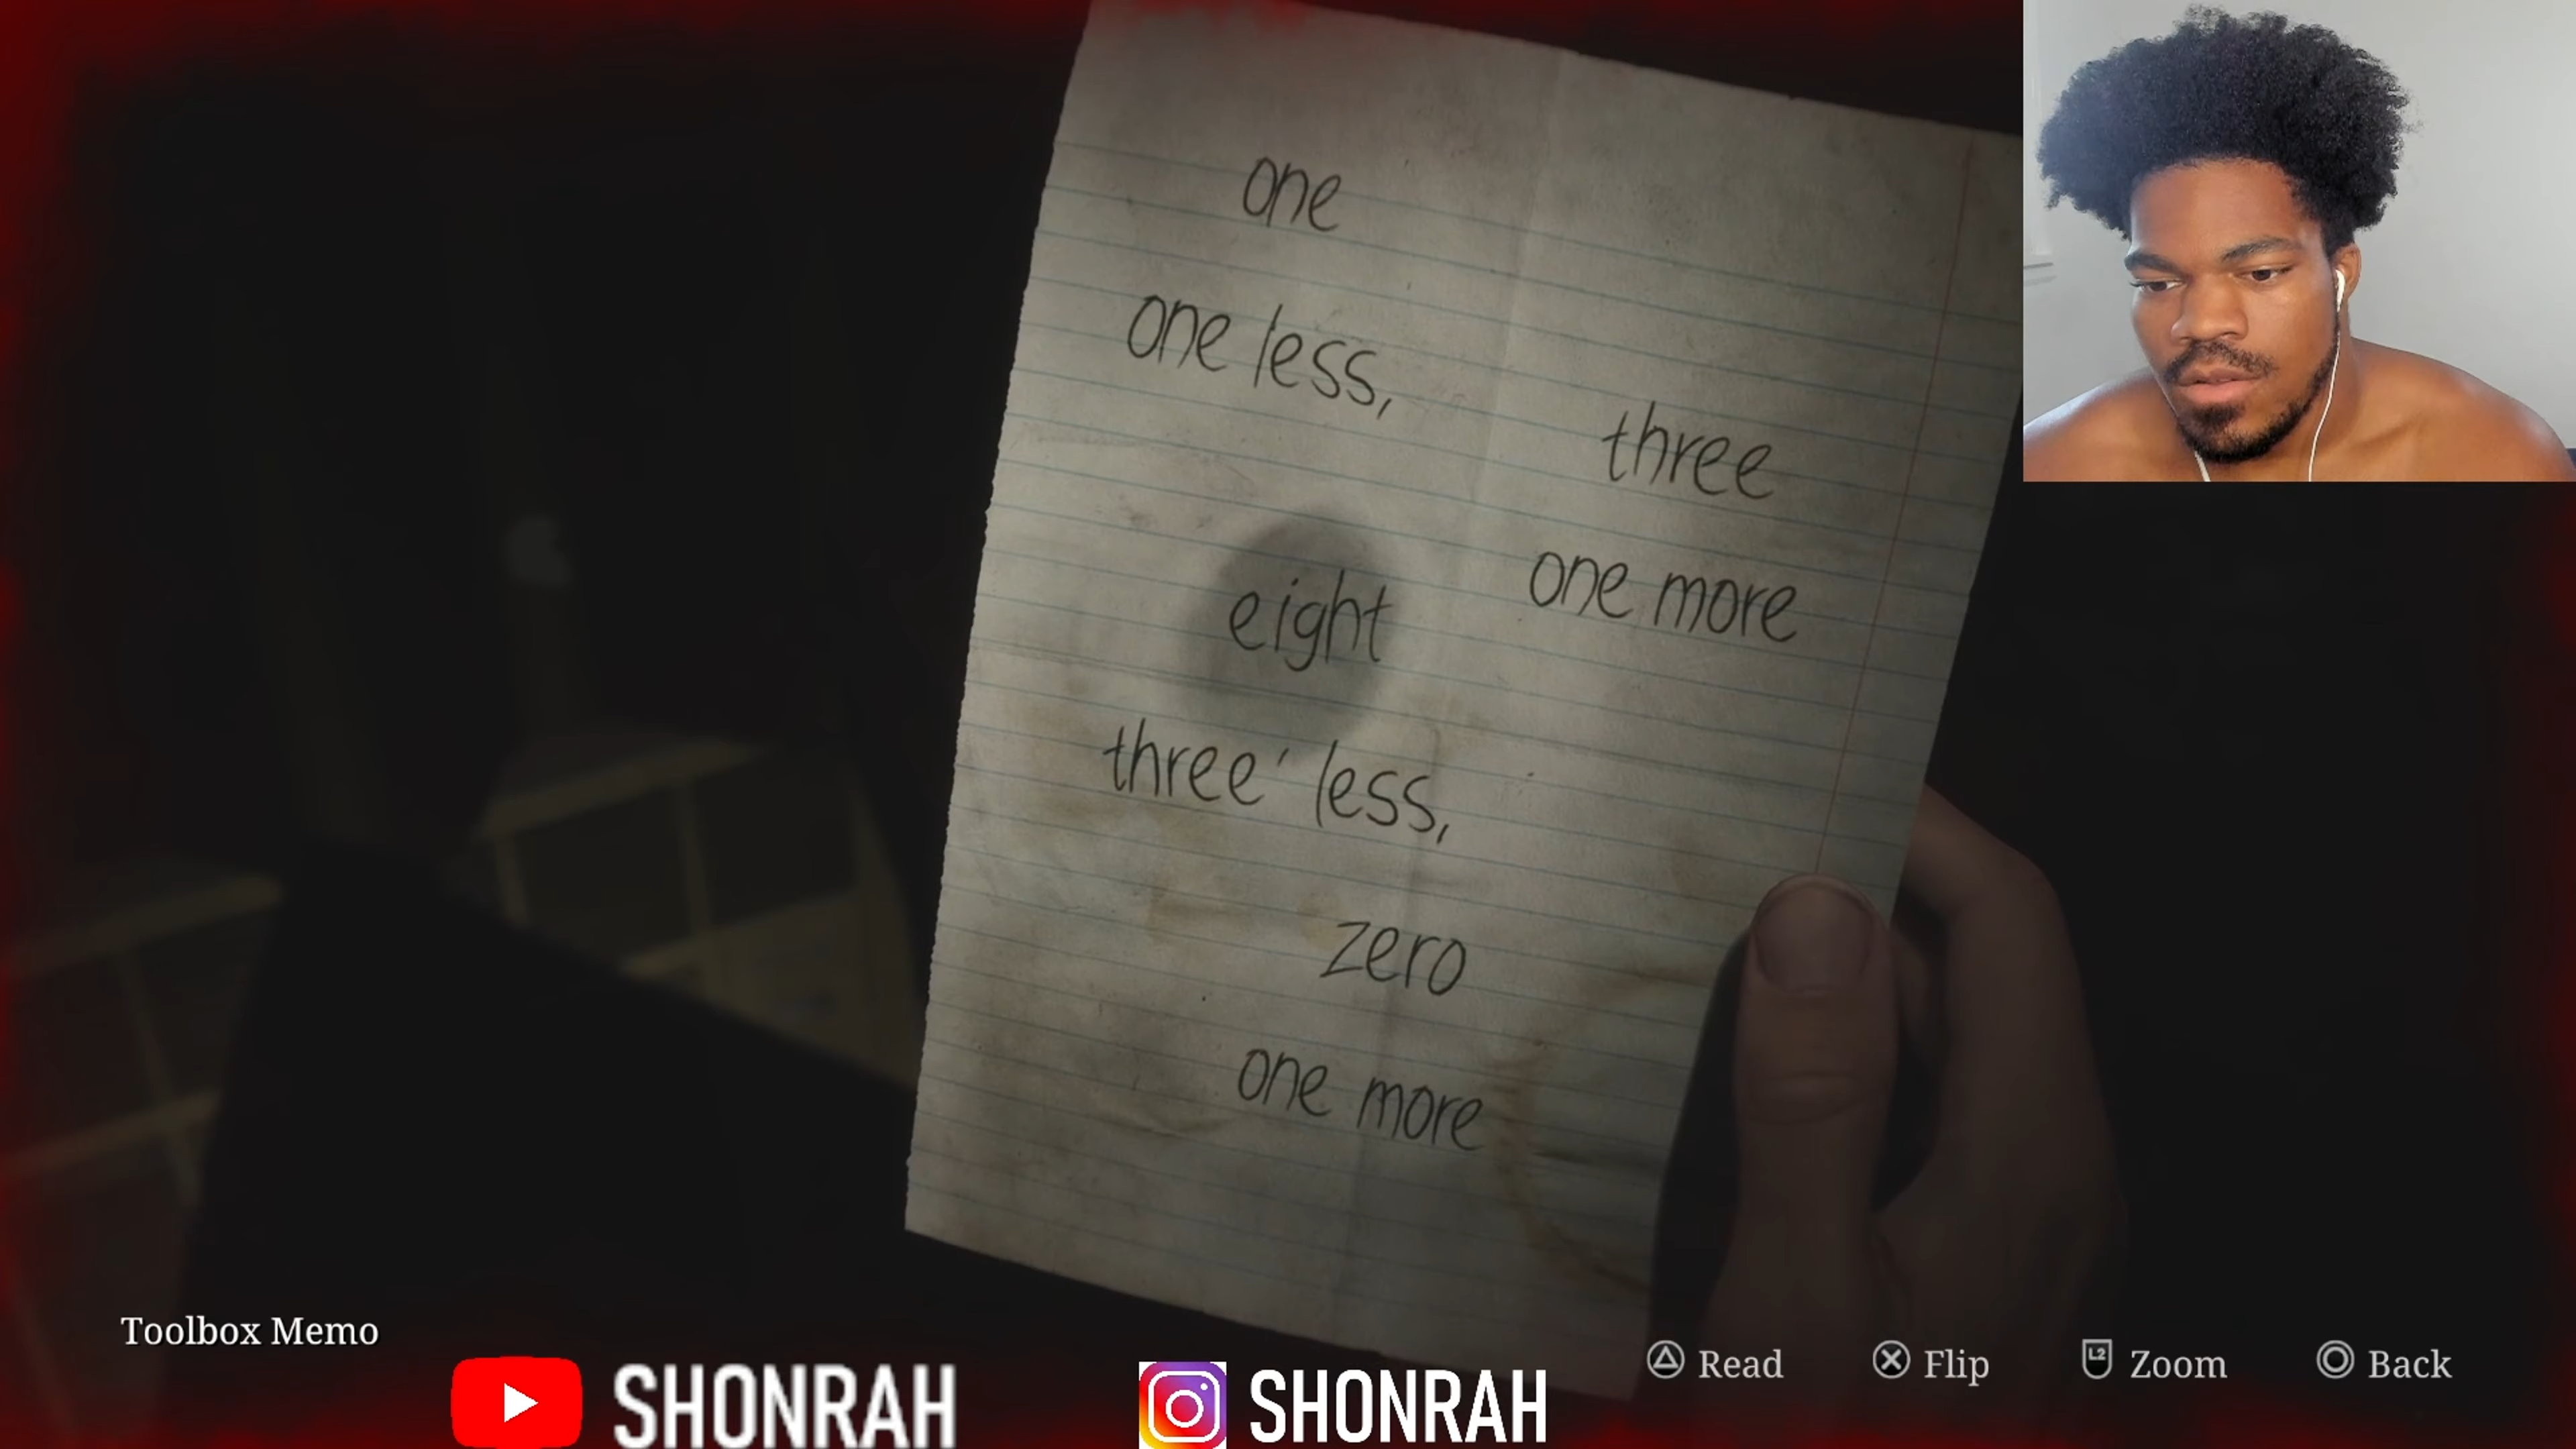 one
one less,
three
one more
eight
three' less,
zero
one more
Toolbox Memo
SHONRAH
SHONRAH
Read
L2
Flip
Zoom
Back